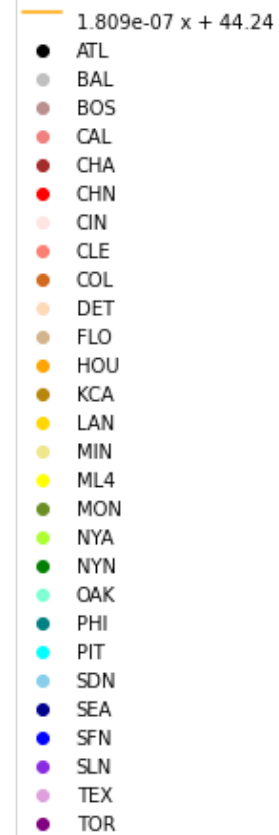 1.809e-07 x + 44.24
ATL
BAL
BOS
CAL
CHA
CHN
CIN
CLE
COL
DET
FLO
HOU
KCA
LAN
MIN
ML4
MON
NYA
NYN
OAK
PHI
PIT
SDN
SEA
SFN
SLN
TEX
TOR